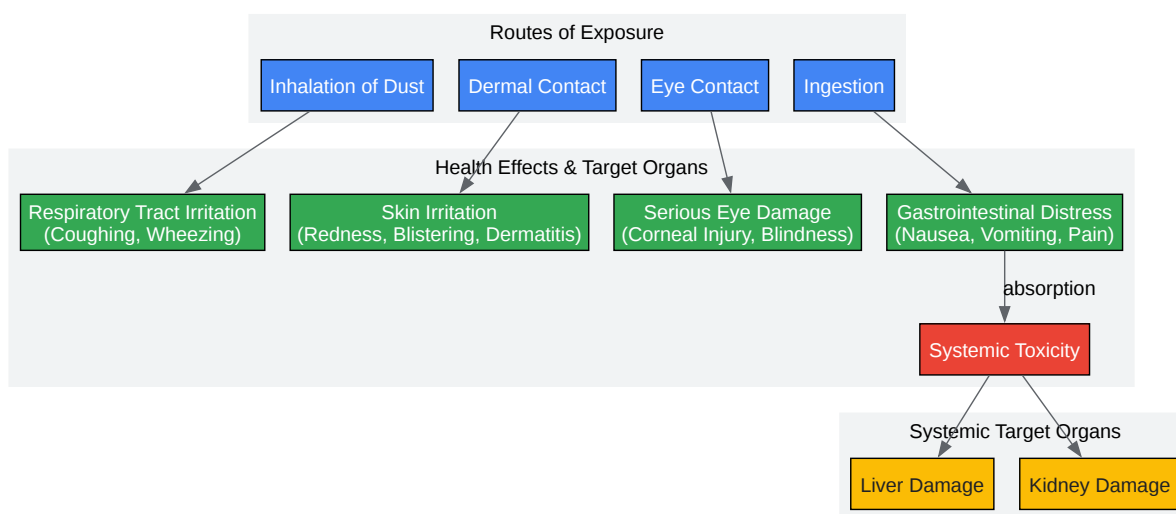 Routes of Exposure
Inhalation of Dust
Dermal Contact
Eye Contact
Ingestion
Health Effects & Target Organs
Respiratory Tract Irritation
(Coughing, Wheezing)
Skin Irritation
(Redness, Blistering, Dermatitis)
Serious Eye Damage
(Corneal Injury, Blindness)
Gastrointestinal Distress
(Nausea, Vomiting, Pain)
absorption
Systemic Toxicity
Systemic Target Organs
Liver Damage
Kidney Damage